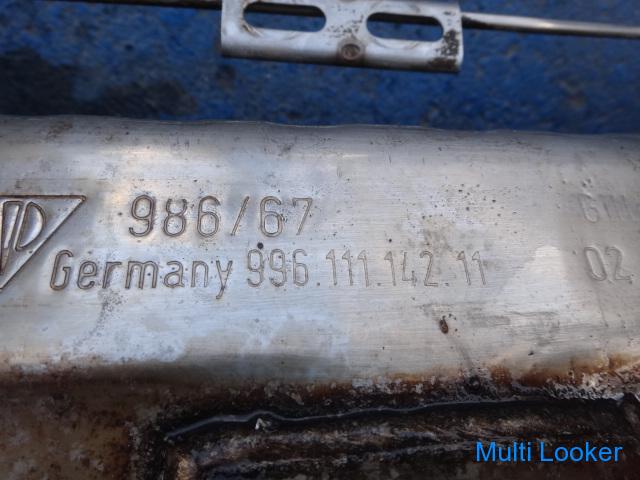 986/67
Germany 996.111.142.11
02
Multi Looker